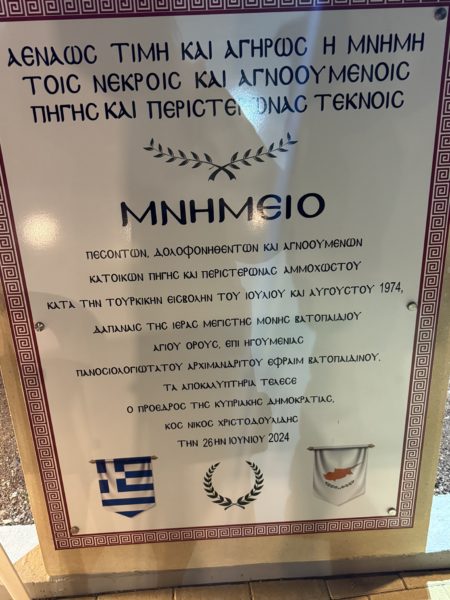 ΑΕΝΑΩΣ ΤΙΜΗ ΚΑΙ ΑΓΗΡΩΣ Η ΜΝΗΜΗ
ΤΟΙΣ ΝΕΚΡΟΙΣ ΚΑΙ ΑΓΝΟΟΥΜΕΝΟΙΣ
ΠΗΓΗΣ ΚΑΙ ΠΕΡΙΣΤΕΡΩΝΑΣ ΤΕΚΝΟΙΣ
ΜΝΗΜΕΙΟ
ΠΕΣΟΝΤΩΝ, ΔΟΛΟΦΟΝΗΘΕΝΤΩΝ ΚΑΙ ΑΓΝΟΟΥΜΕΝΩΝ
ΚΑΤΟΙΚΩΝ ΠΗΓΗΣ ΚΑΙ ΠΕΡΙΣΤΕΡΩΝΑΣ ΑΜΜΟΧΩΣΤΟΥ
ΚΑΤΑ ΤΗΝ ΤΟΥΡΚΙΚΗΝ ΕΙΣΒΟΛΗΝ ΤΟΥ ΙΟΥΛΙΟΥ ΚΑΙ ΑΥΓΟΥΣΤΟΥ 1974,
ΔΑΠΑΝΑΙΣ ΤΗΣ ΙΕΡΑΣ ΜΕΓΙΣΤΗΣ ΜΟΝΗΣ ΒΑΤΟΠΑΙΔΙΟΥ
ΑΓΙΟΥ ΟΡΟΥΣ, ΕΠΙ ΗΓΟΥΜΕΝΙΑΣ
ΠΑΝΟΣΙΟΛΟΓΙΩΤΑΤΟΥ ΑΡΧΙΜΑΝΔΡΙΤΟΥ ΕΦΡΑΙΜ ΒΑΤΟΠΑΙΔΙΝΟΥ.
ΤΑ ΑΠΟΚΑΛΥΠΤΗΡΙΑ ΤΕΛΕΣΕ
Ο ΠΡΟΕΔΡΟΣ ΤΗΣ ΚΥΠΡΙΚΗΣ ΔΗΜΟΚΡΑΤΙΑΣ,
ΚΟΣ ΝΙΚΟΣ ΧΡΙΣΤΟΔΟΥΛΙΔΗΣ
ΤΗΝ 26ΗΝ ΙΟΥΝΙΟΥ 2024